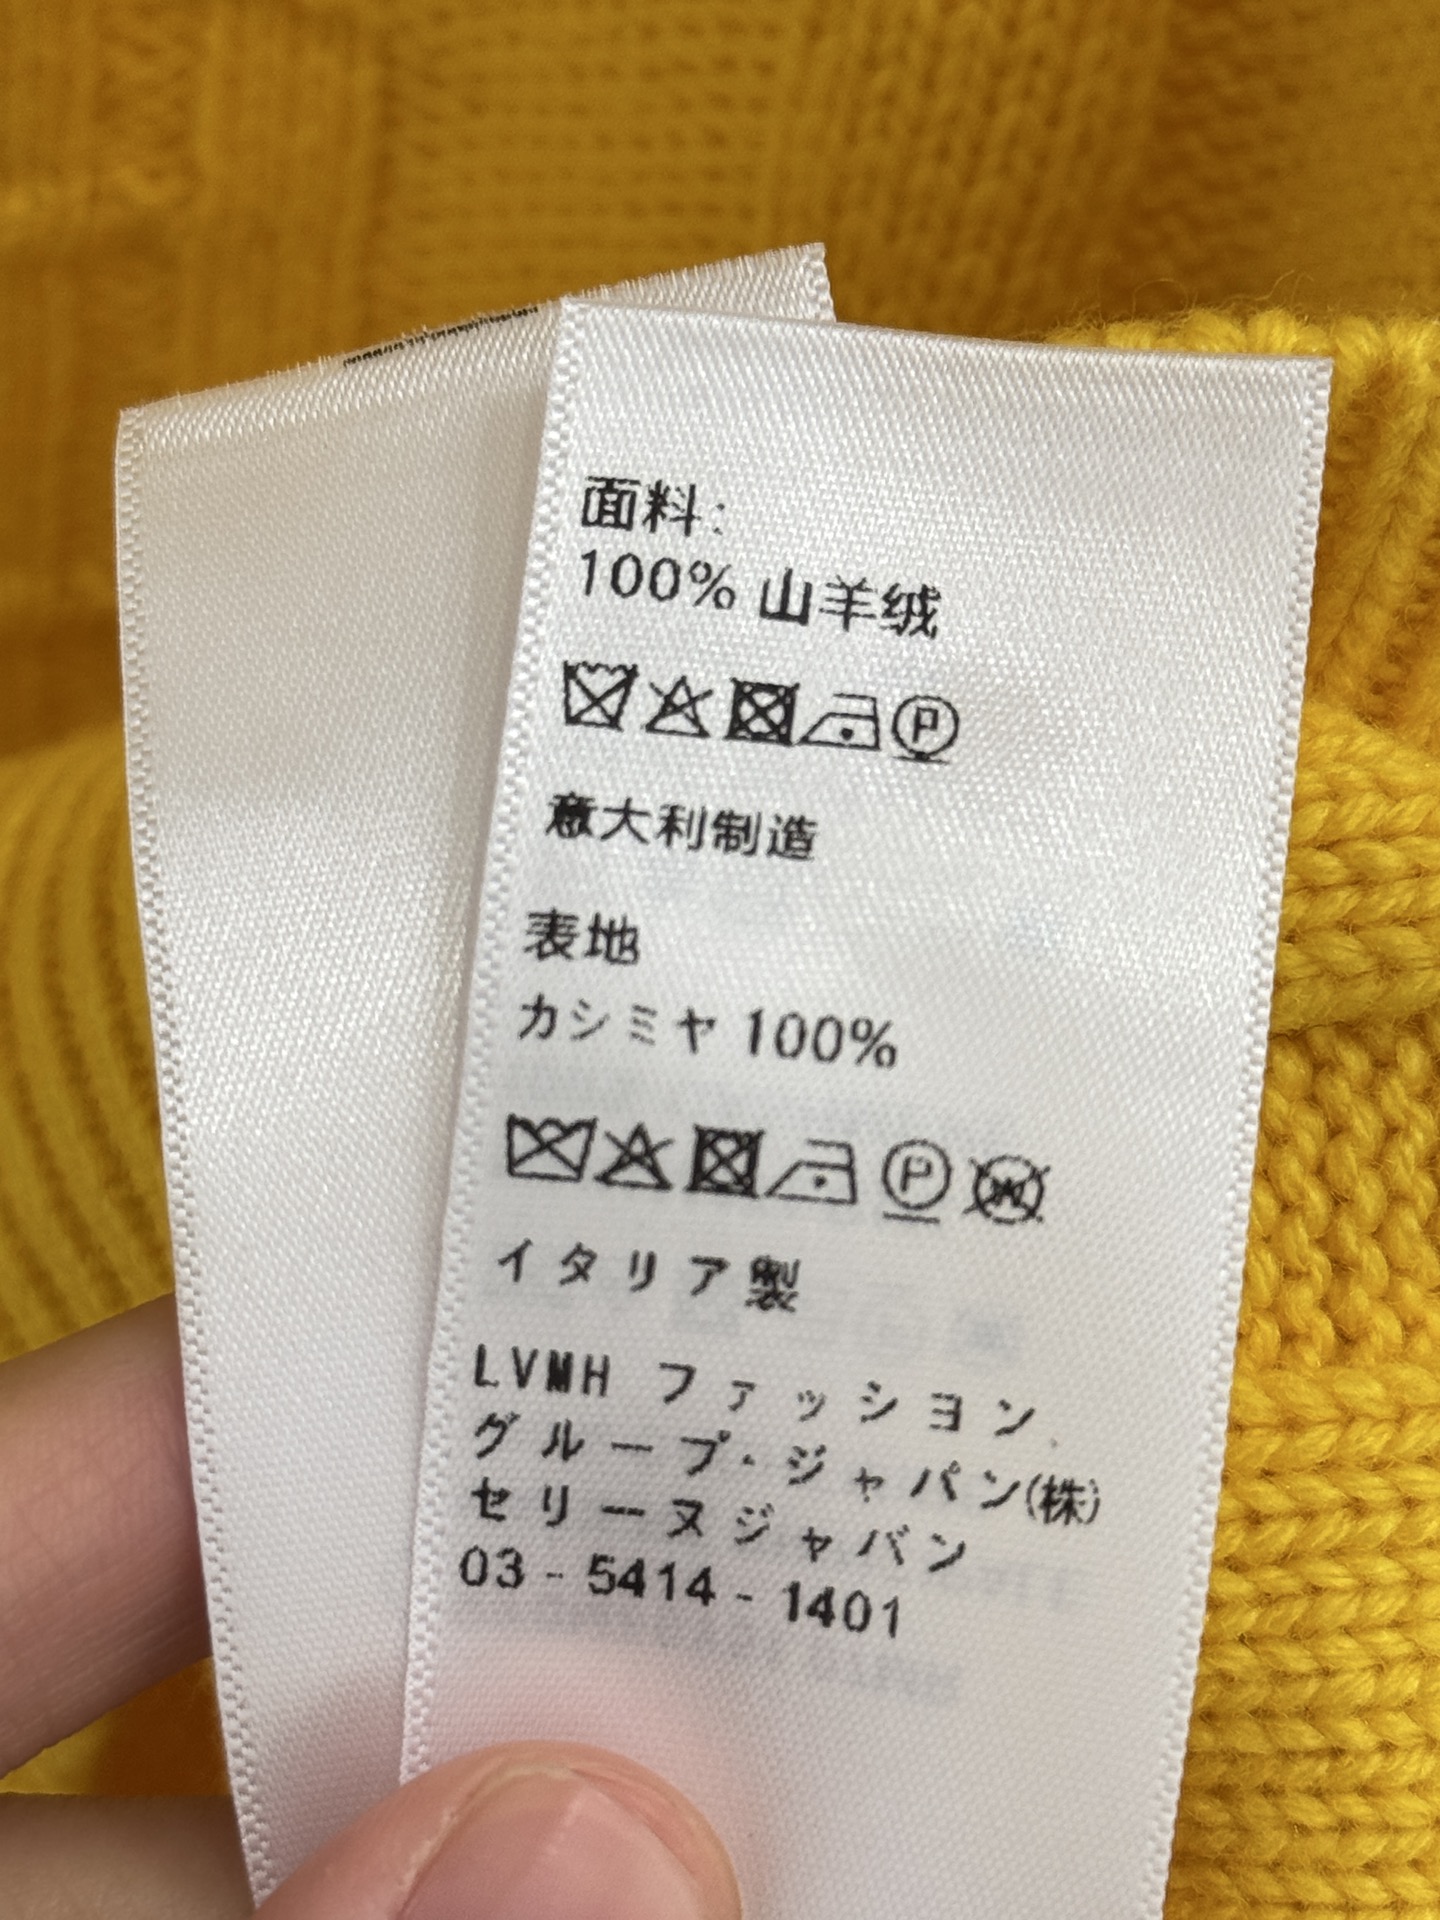 面料:
100% 山羊绒
P
意大利制造
表地
カシミヤ 100%
P W
イタリア製
LVMH ファッション
グループ・ジャパン(株)
セリーヌジャパン
03-5414-1401